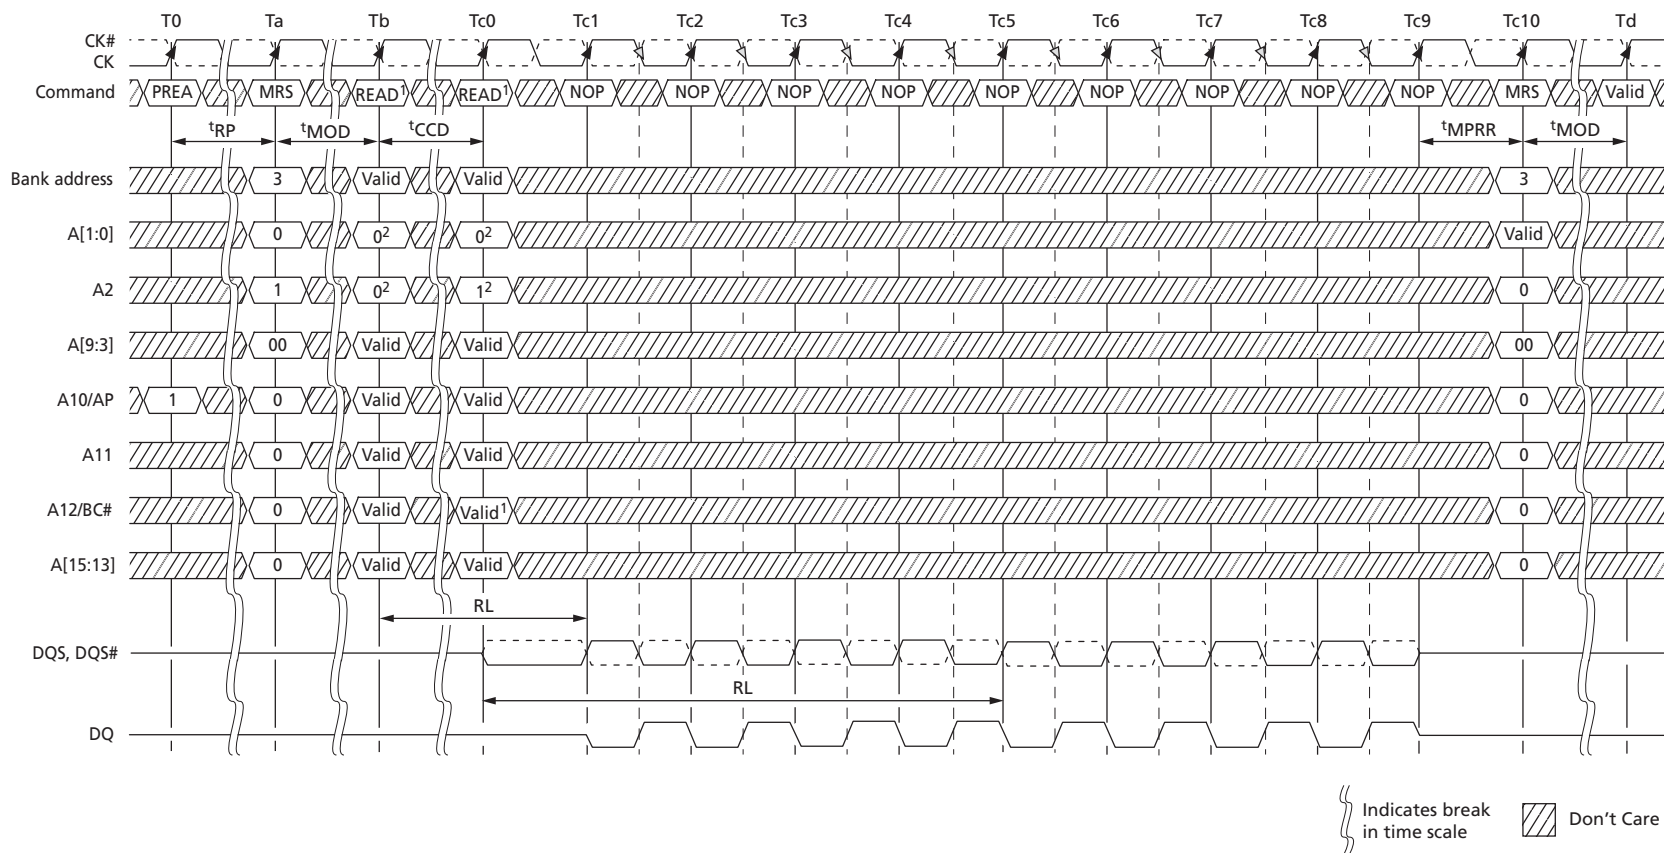 T0 Ta Tb Tc0 Tc1 Tc2 Tc3 Tc4 Tc5 Tc6 Tc7 Tc8 Tc9 Tc10 Td
CK#
CK
Command PREA MRS READ¹ READ¹ NOP NOP NOP NOP NOP NOP NOP NOP NOP MRS Valid
ᵗRP ᵗMOD ᵗCCD ᵗMPRR ᵗMOD
Bank address 3 Valid Valid 3
A[1:0] 0 0² 0² Valid
A2 1 0² 1² 0
A[9:3] 00 Valid Valid 00
A10/AP 1 0 Valid Valid 0
A11 0 Valid Valid 0
A12/BC# 0 Valid Valid¹ 0
A[15:13] 0 Valid Valid 0
RL
DQS, DQS#
RL
DQ
Indicates break
in time scale
Don't Care